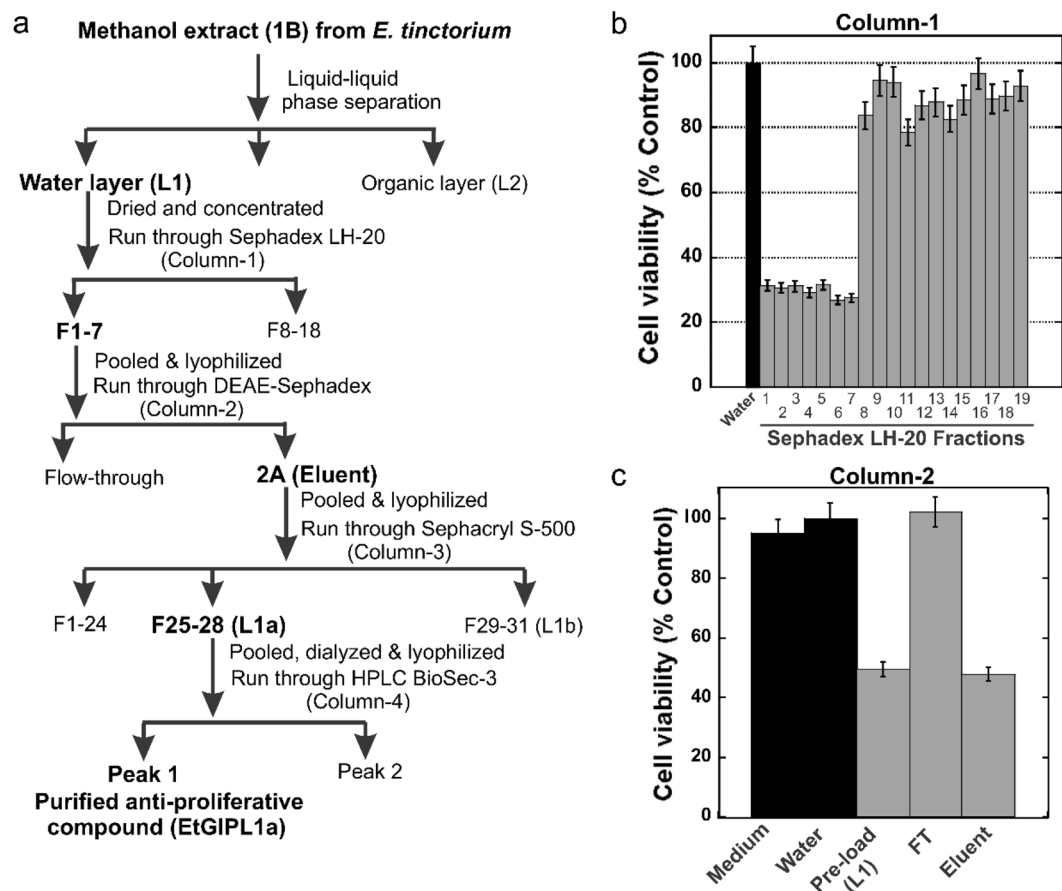 a
Methanol extract (1B) from E. tinctorium
Liquid-liquid
phase separation
Water layer (L1)
Organic layer (L2)
Dried and concentrated
Run through Sephadex LH-20
(Column-1)
F1-7
F8-18
Pooled & lyophilized
Run through DEAE-Sephadex
(Column-2)
Flow-through
2A (Eluent)
Pooled & lyophilized
Run through Sephacryl S-500
(Column-3)
F1-24
F25-28 (L1a)
F29-31 (L1b)
Pooled, dialyzed & lyophilized
Run through HPLC BioSec-3
(Column-4)
Peak 1
Peak 2
Purified anti-proliferative
compound (EtGIPL1a)
b
Column-1
Cell viability (% Control)
100
80
60
40
20
0
Water
1 3 5 7 9 11 13 15 17 19
2 4 6 8 10 12 14 16 18
Sephadex LH-20 Fractions
c
Column-2
Cell viability (% Control)
100
80
60
40
20
0
Medium
Water
Pre-load
(L1)
FT
Eluent